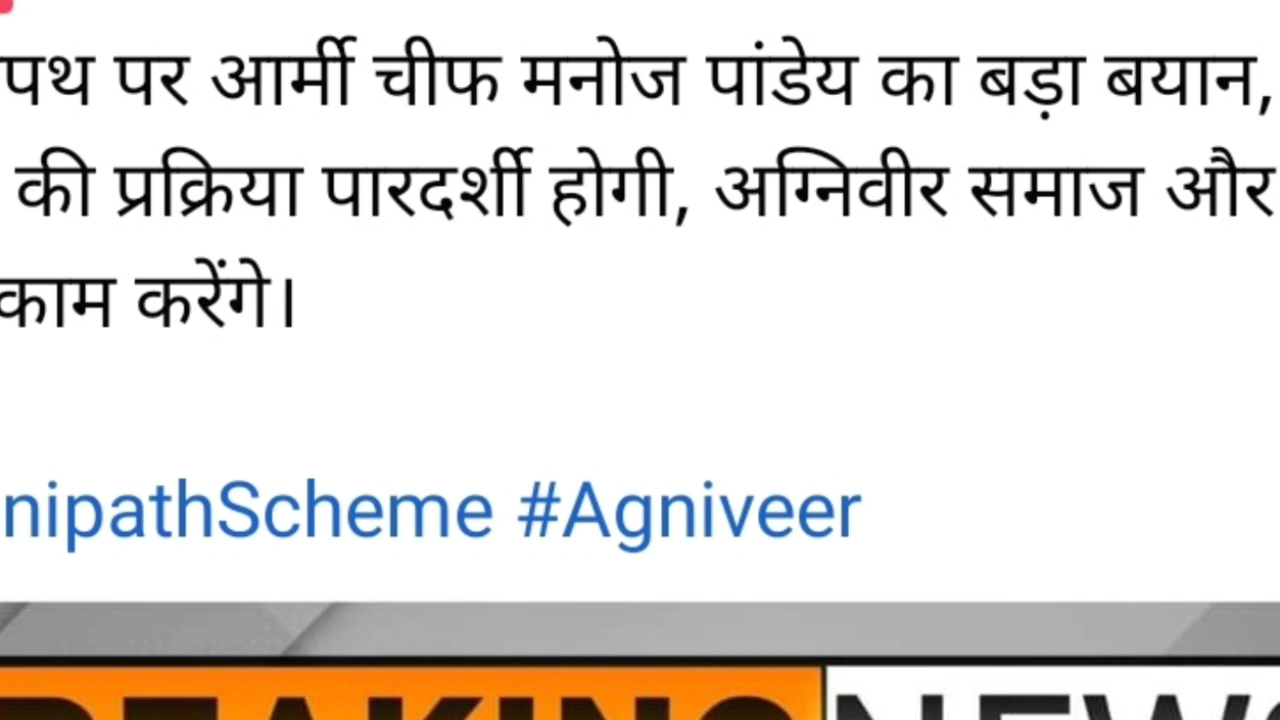 पथ पर आर्मी चीफ मनोज पांडेय का बड़ा बयान,
की प्रक्रिया पारदर्शी होगी, अग्निवीर समाज और
काम करेंगे।
nipathScheme #Agniveer